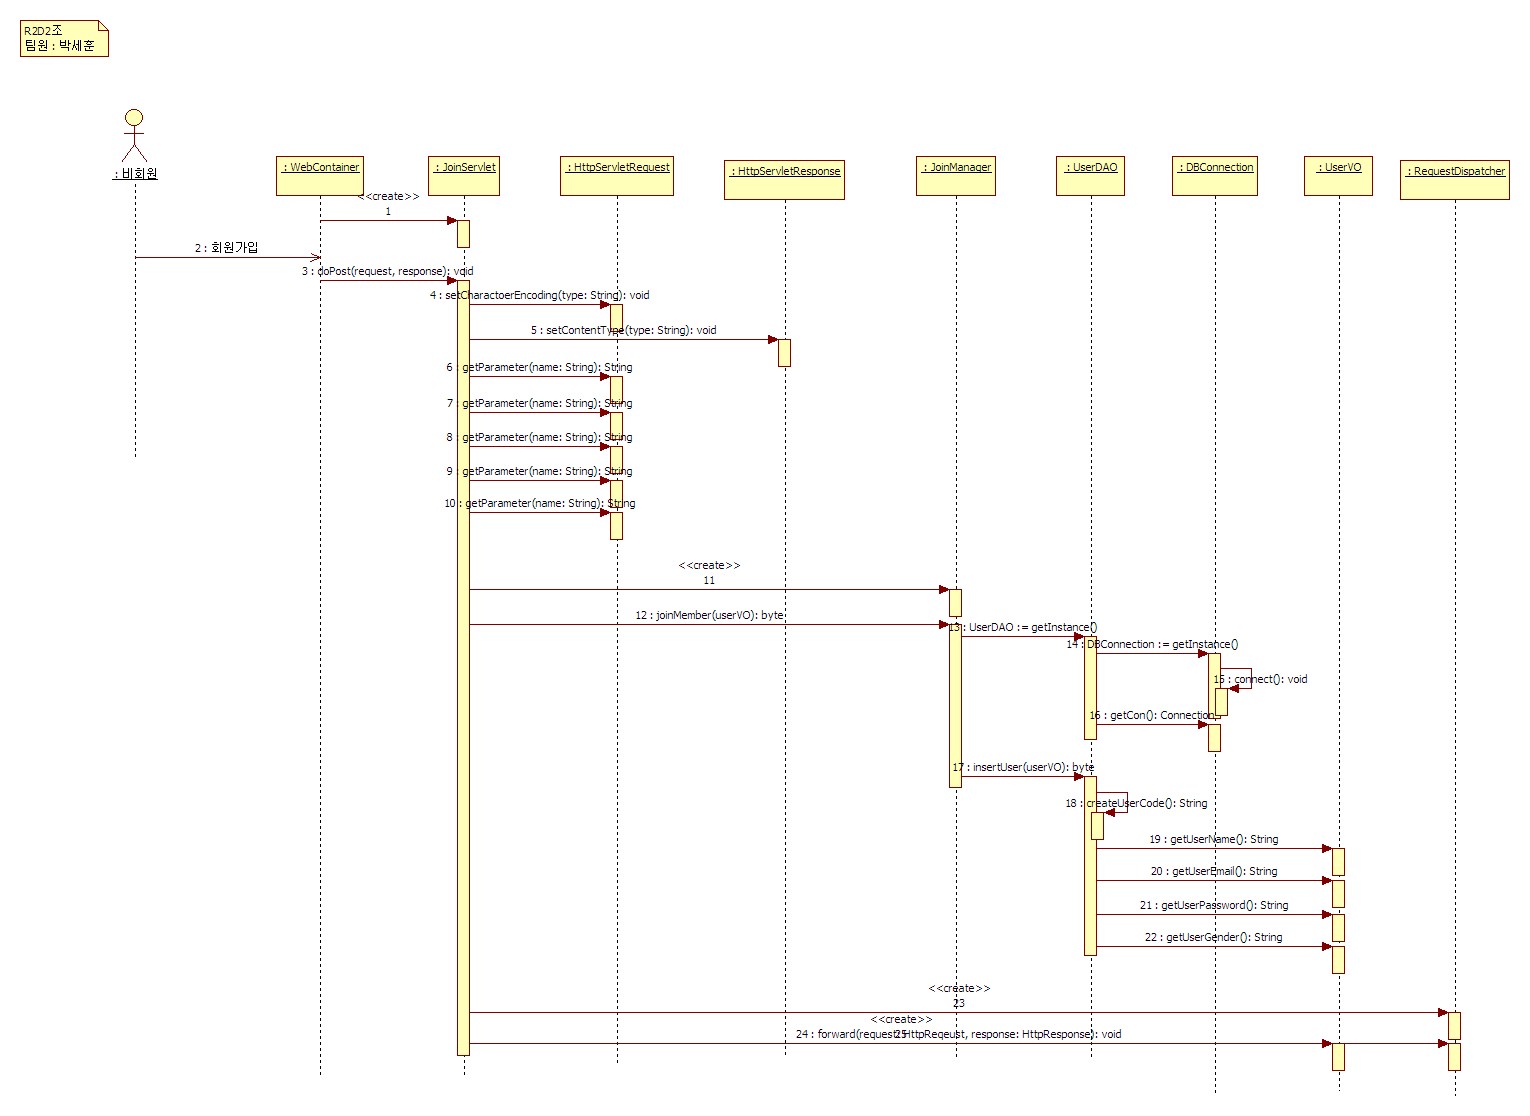 R2D2조
팀원 : 박세훈
: 비회원
: WebContainer
: JoinServlet
: HttpServletRequest
: HttpServletResponse
: JoinManager
: UserDAO
: DBConnection
: UserVO
: RequestDispatcher
<<create>>
1
2 : 회원가입
3 : doPost(request, response): void
4 : setCharactoerEncoding(type: String): void
5 : setContentType(type: String): void
6 : getParameter(name: String): String
7 : getParameter(name: String): String
8 : getParameter(name: String): String
9 : getParameter(name: String): String
10 : getParameter(name: String): String
<<create>>
11
12 : joinMember(userVO): byte
13 : UserDAO := getInstance()
14 : DBConnection := getInstance()
15 : connect(): void
16 : getCon(): Connection
17 : insertUser(userVO): byte
18 : createUserCode(): String
19 : getUserName(): String
20 : getUserEmail(): String
21 : getUserPassword(): String
22 : getUserGender(): String
<<create>>
23
<<create>>
25
24 : forward(request: HttpReqeust, response: HttpResponse): void